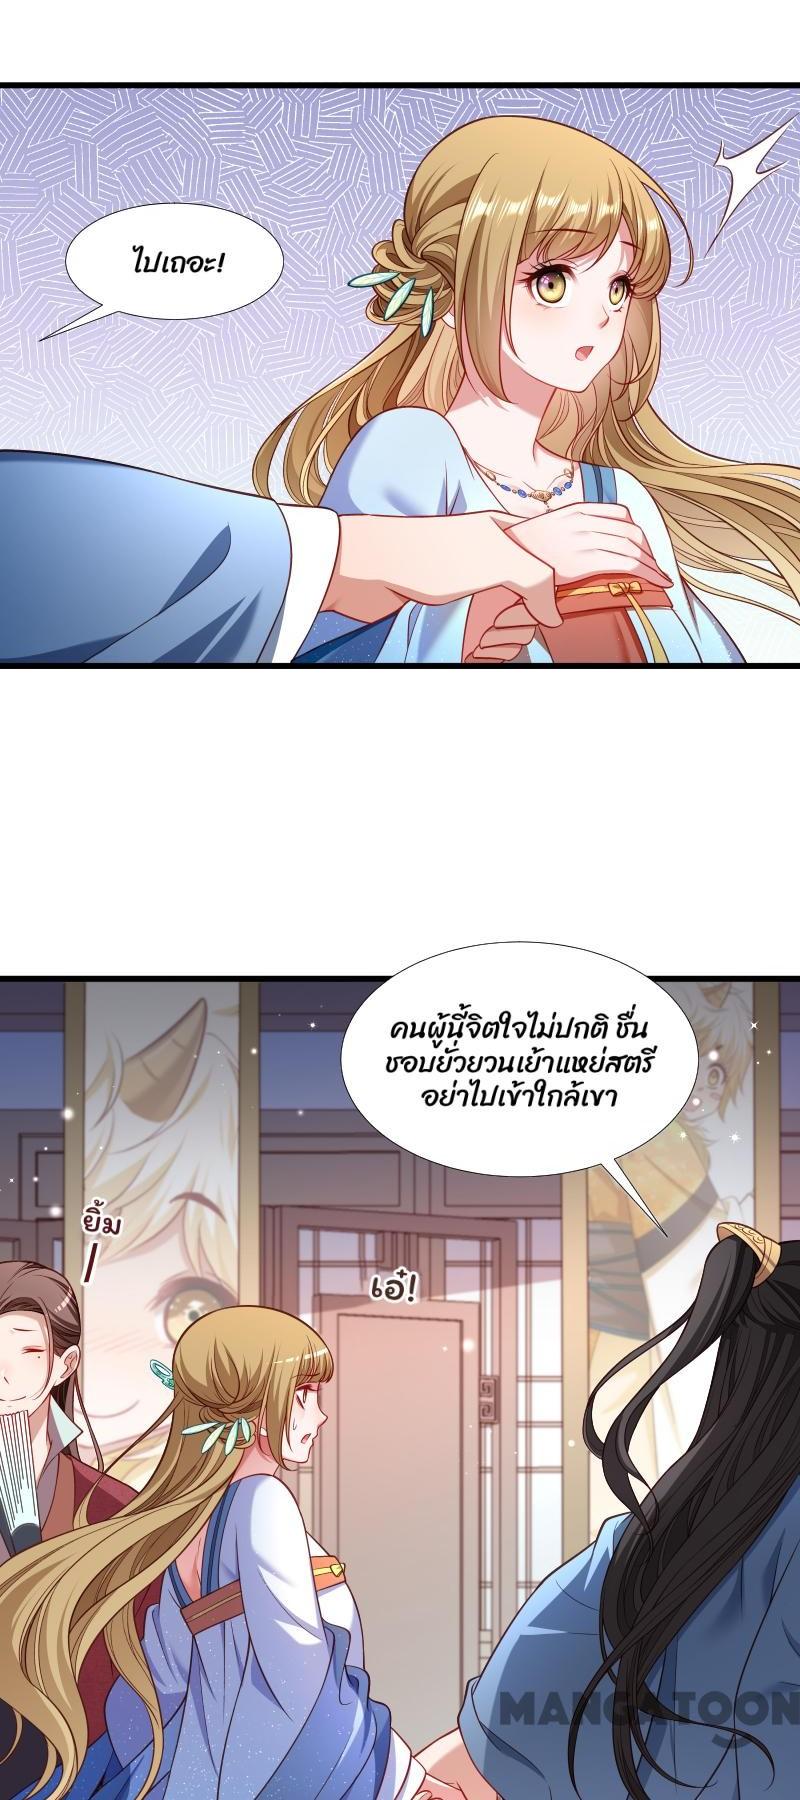 ไปเถอะ!
คนผู้นี้จิตใจไม่ปกติ ชื่น
ชอบยั่วยวนเย้าแหย่สตรี
อย่าไปเข้าใกล้เขา
ยิ้ม
เอ๋!
MANGATOON